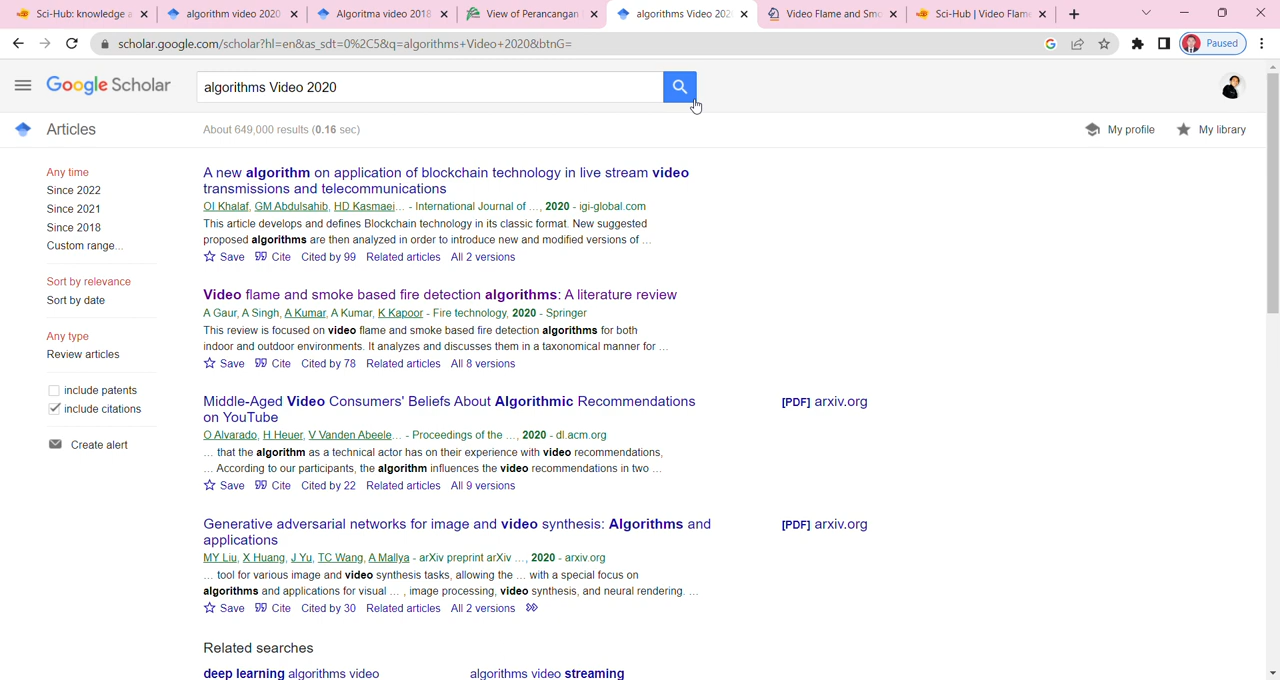 Sci-Hub: knowledge a
algorithm video 2020
Algoritma video 2018
View of Perancangan
algorithms Video 202
Video Flame and Smo
Sci-Hub | Video Flam
scholar.google.com/scholar?hl=en&as_sdt=0%2C5&q=algorithms+Video+2020&btnG=
Paused
Google Scholar
algorithms Video 2020
Articles
About 649,000 results (0.16 sec)
My profile
My library
Any time
Since 2022
Since 2021
Since 2018
Custom range...
Sort by relevance
Sort by date
Any type
Review articles
include patents
include citations
Create alert
A new algorithm on application of blockchain technology in live stream video
transmissions and telecommunications
OI Khalaf, GM Abdulsahib, HD Kasmaei… - International Journal of …, 2020 - igi-global.com
This article develops and defines Blockchain technology in its classic format. New suggested
proposed algorithms are then analyzed in order to introduce new and modified versions of …
Save Cite Cited by 99 Related articles All 2 versions
Video flame and smoke based fire detection algorithms: A literature review
A Gaur, A Singh, A Kumar, A Kumar, K Kapoor - Fire technology, 2020 - Springer
This review is focused on video flame and smoke based fire detection algorithms for both
indoor and outdoor environments. It analyzes and discusses them in a taxonomical manner for …
Save Cite Cited by 78 Related articles All 8 versions
Middle-Aged Video Consumers' Beliefs About Algorithmic Recommendations
on YouTube
[PDF] arxiv.org
O Alvarado, H Heuer, V Vanden Abeele… - Proceedings of the …, 2020 - dl.acm.org
… that the algorithm as a technical actor has on their experience with video recommendations,
… According to our participants, the algorithm influences the video recommendations in two …
Save Cite Cited by 22 Related articles All 9 versions
Generative adversarial networks for image and video synthesis: Algorithms and
applications
[PDF] arxiv.org
MY Liu, X Huang, J Yu, TC Wang, A Mallya - arXiv preprint arXiv …, 2020 - arxiv.org
… tool for various image and video synthesis tasks, allowing the … with a special focus on
algorithms and applications for visual … , image processing, video synthesis, and neural rendering. …
Save Cite Cited by 30 Related articles All 2 versions
Related searches
deep learning algorithms video
algorithms video streaming